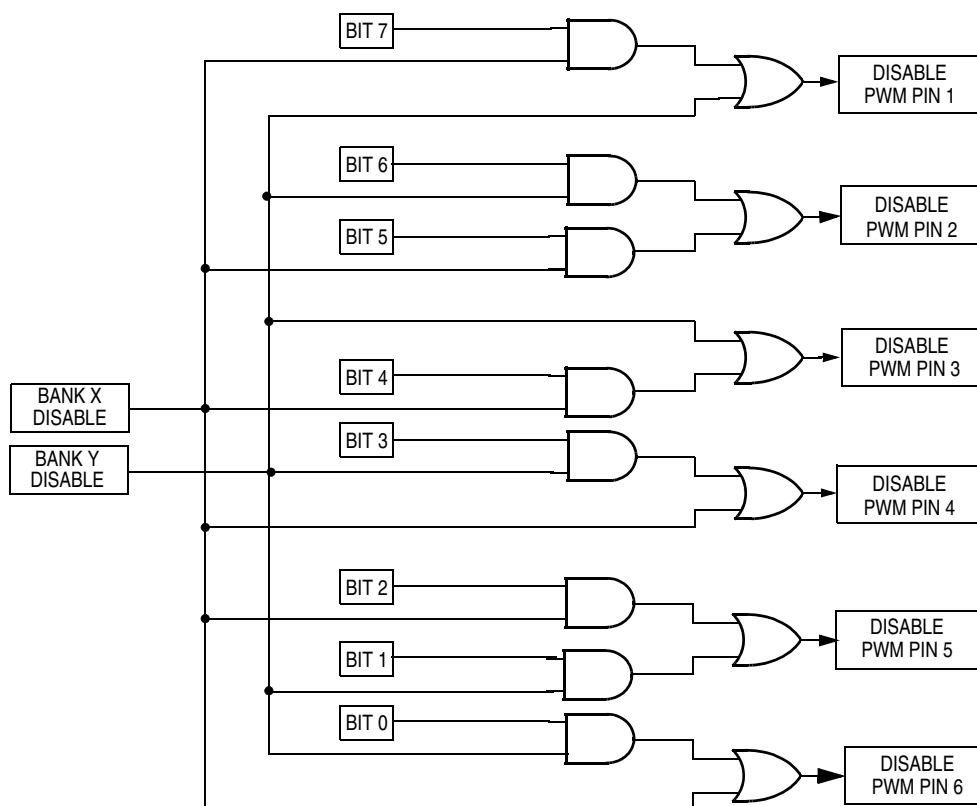 BIT 7
DISABLE
PWM PIN 1
BIT 6
DISABLE
PWM PIN 2
BIT 5
DISABLE
PWM PIN 3
BIT 4
BANK X
DISABLE
BIT 3
BANK Y
DISABLE
DISABLE
PWM PIN 4
BIT 2
DISABLE
PWM PIN 5
BIT 1
BIT 0
DISABLE
PWM PIN 6